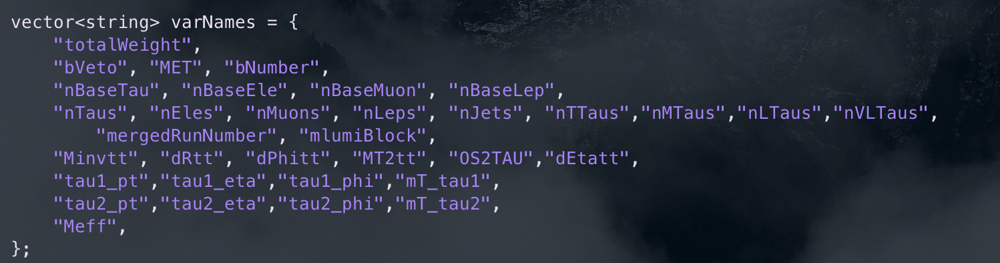 vector<string> varNames = {
    "totalWeight",
    "bVeto", "MET", "bNumber",
    "nBaseTau", "nBaseEle", "nBaseMuon", "nBaseLep",
    "nTaus", "nEles", "nMuons", "nLeps", "nJets", "nTTaus","nMTaus","nLTaus","nVLTaus",
        "mergedRunNumber", "mlumiBlock",
    "Minvtt", "dRtt", "dPhitt", "MT2tt", "OS2TAU","dEtatt",
    "tau1_pt","tau1_eta","tau1_phi","mT_tau1",
    "tau2_pt","tau2_eta","tau2_phi","mT_tau2",
    "Meff",
};